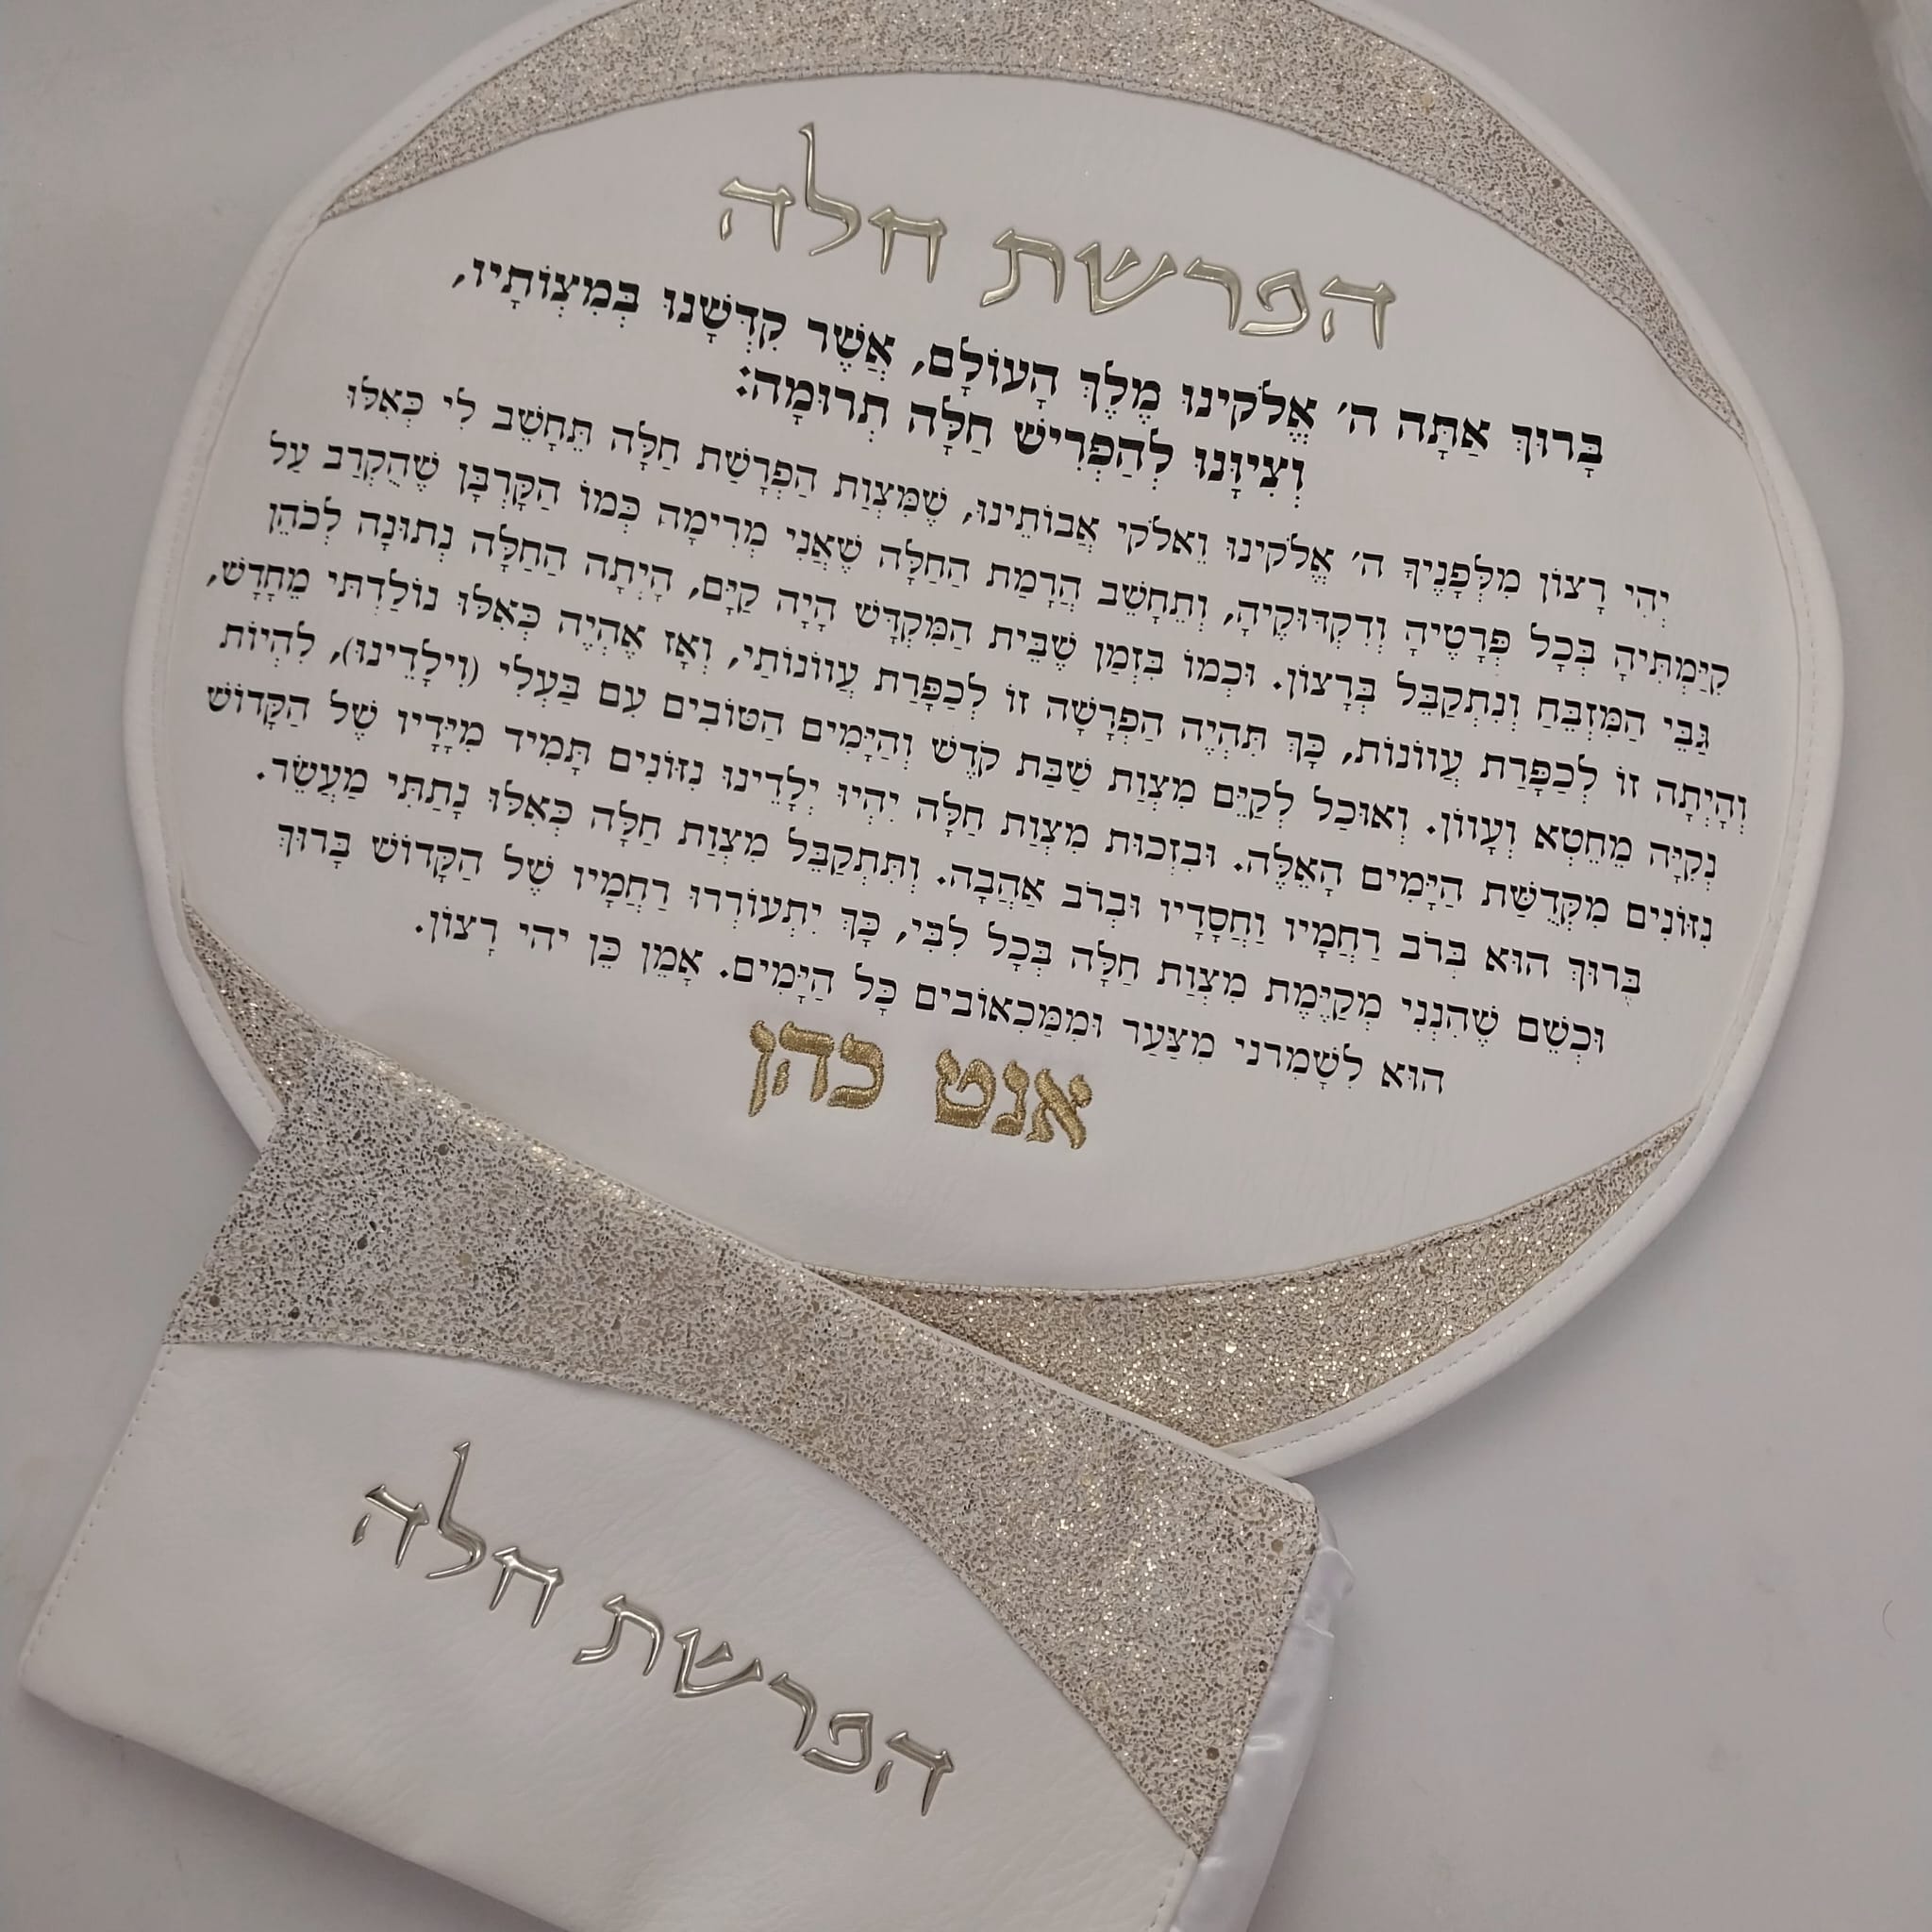 הפרשת חלה
בָּרוּךְ אַתָּה ה' אֱלֹקֵינוּ מֶלֶךְ הָעוֹלָם, אֲשֶׁר קִדְּשָׁנוּ בְּמִצְוֹתָיו,
וְצִיוָּנוּ לְהַפְרִישׁ חַלָּה תְרוּמָה:
יְהִי רָצוֹן מִלְּפָנֶיךָ ה' אֱלֹקֵינוּ וֵאלֹקֵי אֲבוֹתֵינוּ, שֶׁמִּצְוַת הַפְרָשַׁת חַלָּה תֵּחָשֵׁב לִי כְּאִלּוּ
קִיַּמְתִּיהָ בְּכָל פְּרָטֶיהָ וְדִקְדּוּקֶיהָ, וְתֵחָשֵׁב הֲרָמַת הַחַלָּה שֶׁאֲנִי מְרִימָה כְּמוֹ הַקָּרְבָּן שֶׁהֻקְרַב עַל
גַּבֵּי הַמִּזְבֵּחַ וְנִתְקַבֵּל בְּרָצוֹן. וּכְמוֹ בִּזְמַן שֶׁבֵּית הַמִּקְדָּשׁ הָיָה קַיָּם, הָיְתָה הַחַלָּה נְתוּנָה לְכֹהֵן
וְהָיְתָה זוֹ לְכַפָּרַת עֲוֹונוֹת, כָּךְ תִּהְיֶה הַפְרָשָׁה זוֹ לְכַפָּרַת עֲוֹונוֹתַי, וְאָז אֶהְיֶה כְּאִלּוּ נוֹלַדְתִּי מֵחָדָשׁ,
נְקִיָּה מֵחֵטְא וְעָווֹן. וְאוּכַל לְקַיֵּם מִצְוַת שַׁבַּת קֹדֶשׁ וְהַיָּמִים הַטּוֹבִים עִם בַּעְלִי (וִילָדֵינוּ), לִהְיוֹת
נִזּוֹנִים מִקְּדֻשַּׁת הַיָּמִים הָאֵלֶּה. וּבִזְכוּת מִצְוַת חַלָּה יִהְיוּ יְלָדֵינוּ נִזּוֹנִים תָּמִיד מִיָּדָיו שֶׁל הַקָּדוֹשׁ
בָּרוּךְ הוּא בְּרֹב רַחֲמָיו וַחֲסָדָיו וּבְרֹב אַהֲבָה. וְתִתְקַבֵּל מִצְוַת חַלָּה כְּאִלּוּ נָתַתִּי מַעֲשֵׂר.
וּכְשֵׁם שֶׁהִנְנִי מְקַיֶּמֶת מִצְוַת חַלָּה בְּכָל לִבִּי, כָּךְ יִתְעוֹרְרוּ רַחֲמָיו שֶׁל הַקָּדוֹשׁ בָּרוּךְ
הוּא לְשָׁמְרֵנִי מִצַּעַר וּמִמַּכְאוֹבִים כָּל הַיָּמִים. אָמֵן כֵּן יְהִי רָצוֹן.
אנט כהן
הפרשת חלה